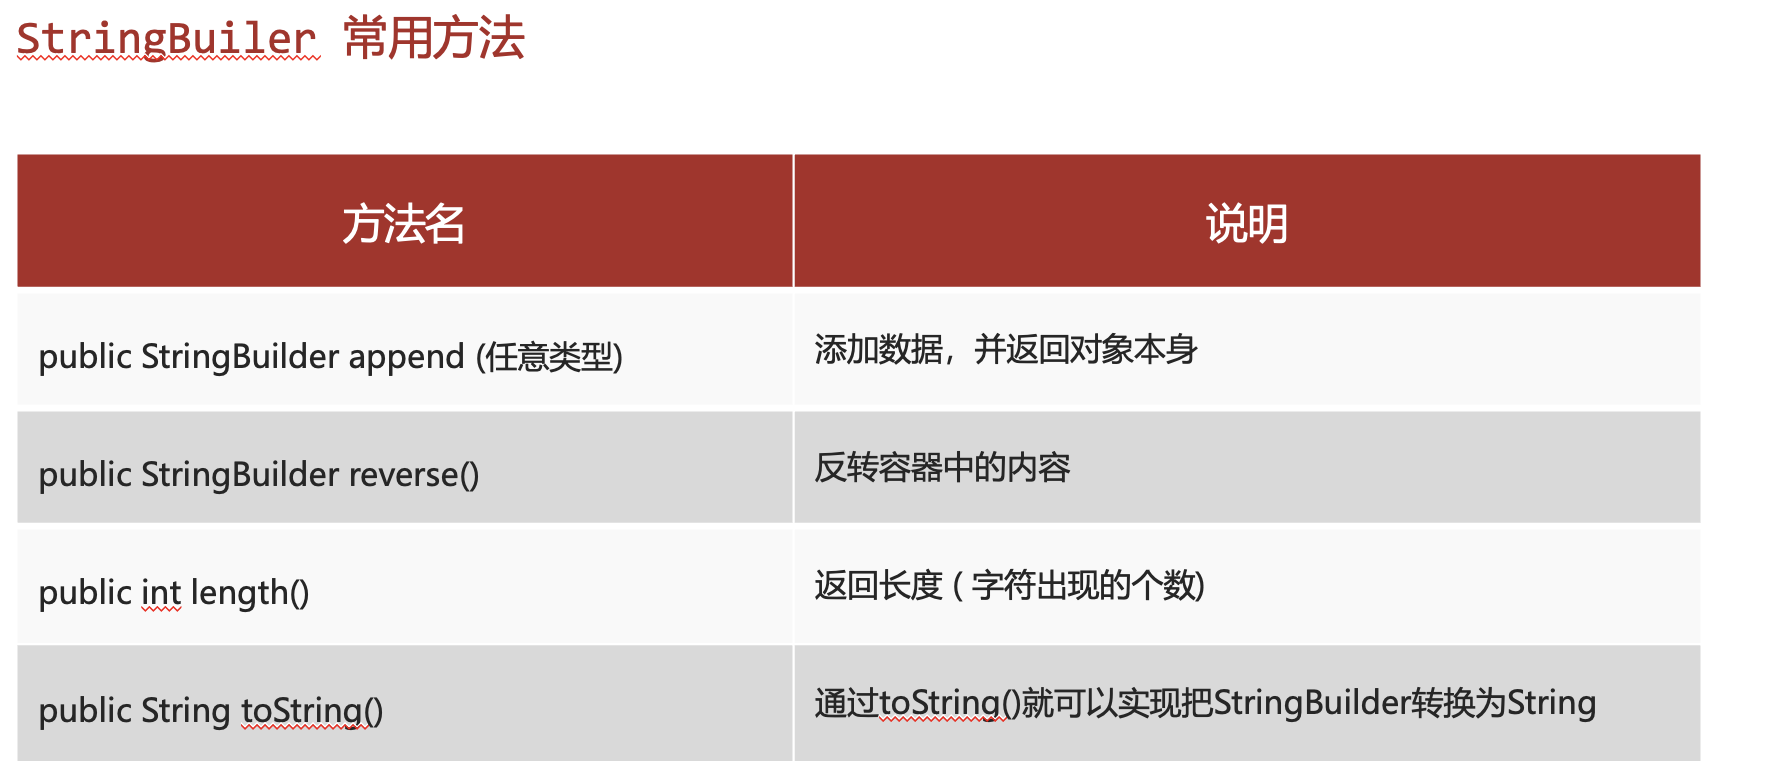 StringBuiler 常用方法
方法名 说明
public StringBuilder append (任意类型) 添加数据，并返回对象本身
public StringBuilder reverse() 反转容器中的内容
public int length() 返回长度 ( 字符出现的个数)
public String toString() 通过toString()就可以实现把StringBuilder转换为String